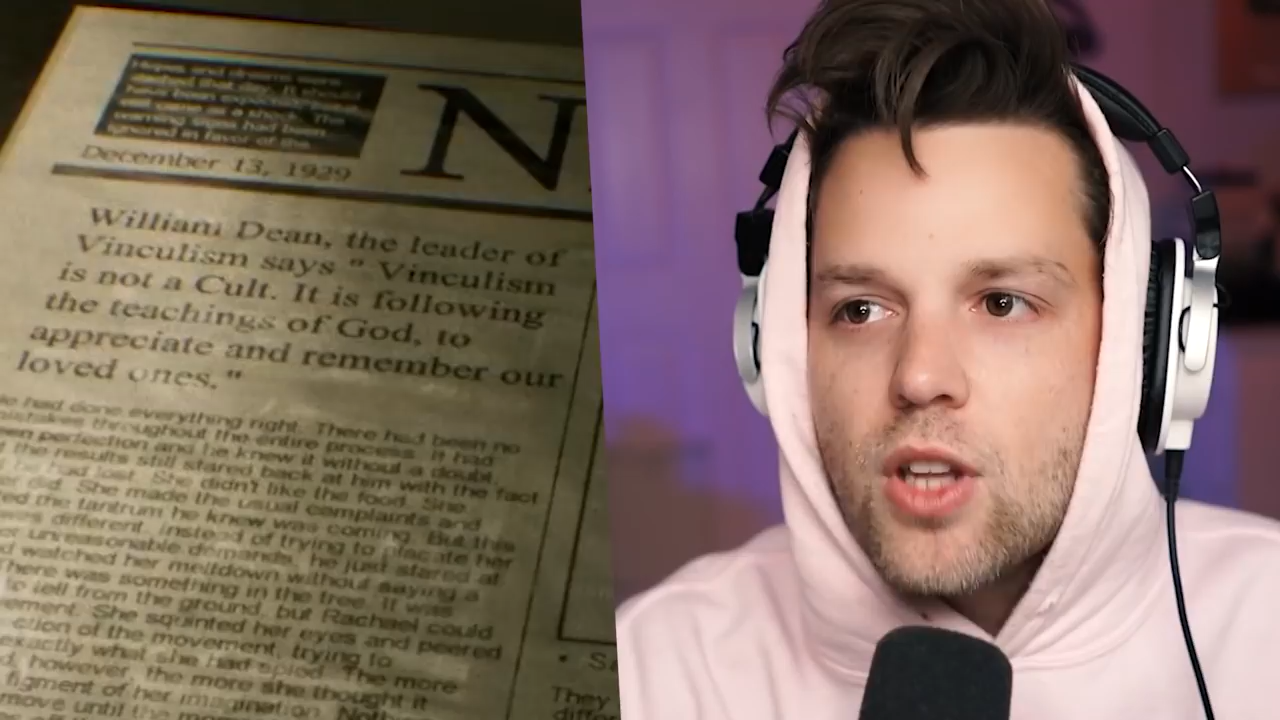 Hopes and dreams were
dashed that day. It should
have been expected, but it
still came as a shock. The
warning signs had been
ignored in favor of the
December 13, 1929
N
William Dean, the leader of
Vinculism says " Vinculism
is not a Cult. It is following
the teachings of God, to
appreciate and remember our
loved ones."
He had done everything right. There had been no
mistakes throughout the entire process. It had
been perfection and he knew it without a doubt
the results still stared back at him with the fact
he had lost. She didn't like the food. She
did. She made the usual complaints and
the tantrum he knew was coming. But this
different. Instead of trying to placate her
unreasonable demands, he just stared at
watched her meltdown without saying a
There was something in the tree. It was
to tell from the ground, but Rachael could
movement. She squinted her eyes and peered
direction of the movement, trying to
exactly what she had spied. The more
however, the more she thought it
figment of her imagination.
move until the
They